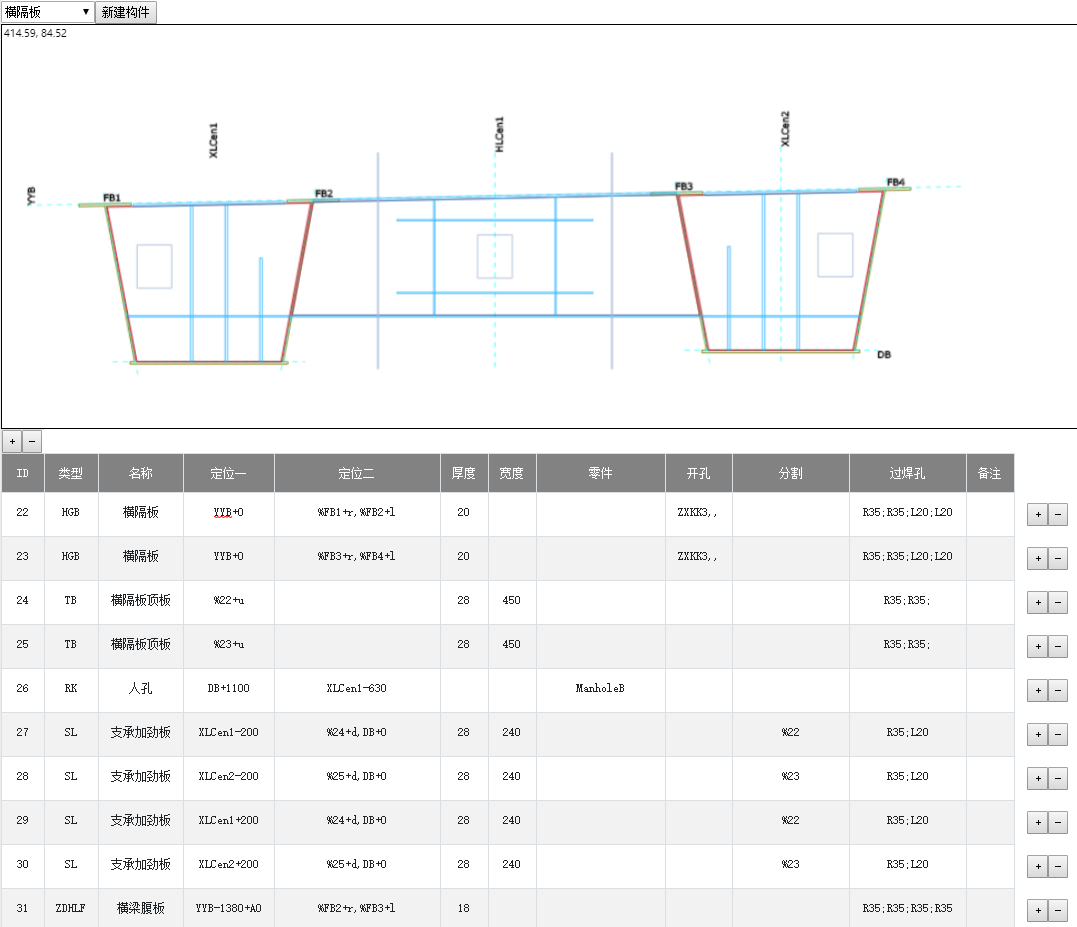 横隔板 新建构件
414.59, 84.52
XLCen1 HLCen1 XLCen2
YYB FB1 FB2 FB3 FB4
DB
+ −
ID 类型 名称 定位一 定位二 厚度 宽度 零件 开孔 分割 过焊孔 备注
22 HGB 横隔板 YYB+0 %FB1+r,%FB2+l 20 ZXKK3,, R35;R35;L20;L20 + −
23 HGB 横隔板 YYB+0 %FB3+r,%FB4+l 20 ZXKK3,, R35;R35;L20;L20 + −
24 TB 横隔板顶板 %22+u 28 450 R35;R35; + −
25 TB 横隔板顶板 %23+u 28 450 R35;R35; + −
26 RK 人孔 DB+1100 XLCen1-630 ManholeB + −
27 SL 支承加劲板 XLCen1-200 %24+d,DB+0 28 240 %22 R35;L20 + −
28 SL 支承加劲板 XLCen2-200 %25+d,DB+0 28 240 %23 R35;L20 + −
29 SL 支承加劲板 XLCen1+200 %24+d,DB+0 28 240 %22 R35;L20 + −
30 SL 支承加劲板 XLCen2+200 %25+d,DB+0 28 240 %23 R35;L20 + −
31 ZDHLF 横梁腹板 YYB-1380+A0 %FB2+r,%FB3+l 18 R35;R35;R35;R35 + −